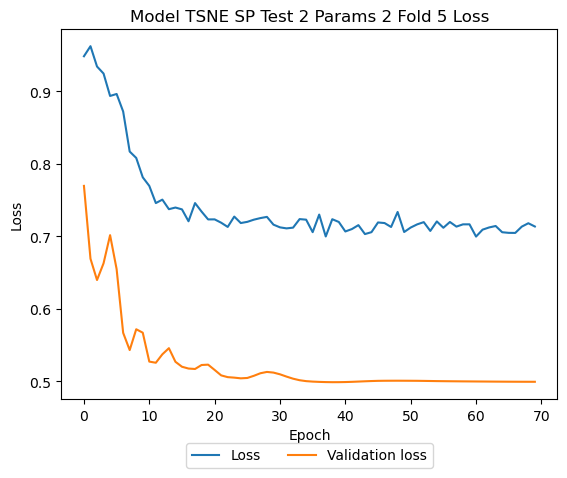 Model TSNE SP Test 2 Params 2 Fold 5 Loss
Loss
0.9
0.8
0.7
0.6
0.5
0 10 20 30 40 50 60 70
Epoch
Loss Validation loss